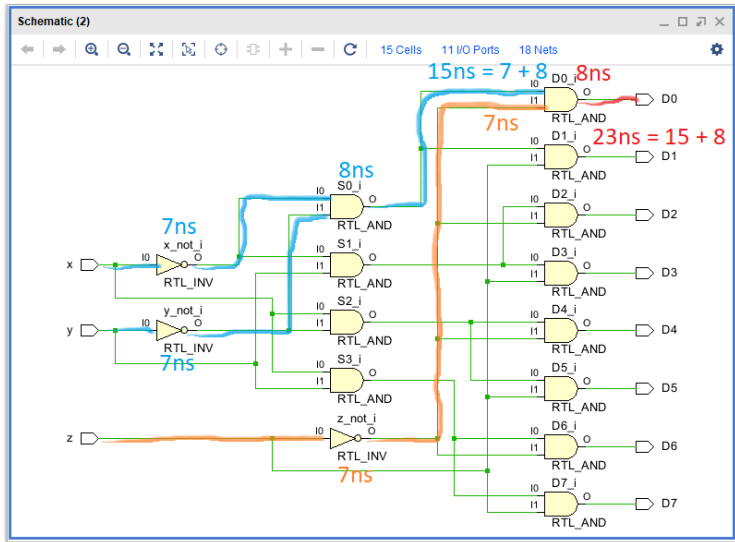 Schematic (2)
15 Cells 11 I/O Ports 18 Nets
15ns = 7 + 8
D0_i
8ns
I0
I1
O
D0
RTL_AND
7ns
23ns = 15 + 8
D1_i
I0
I1
O
D1
RTL_AND
8ns
S0_i
I0
I1
O
RTL_AND
D2_i
I0
I1
O
D2
RTL_AND
7ns
x_not_i
x
I0
O
RTL_INV
S1_i
I0
I1
O
RTL_AND
D3_i
I0
I1
O
D3
RTL_AND
y_not_i
y
I0
O
RTL_INV
7ns
S2_i
I0
I1
O
RTL_AND
D4_i
I0
I1
O
D4
RTL_AND
S3_i
I0
I1
O
RTL_AND
D5_i
I0
I1
O
D5
RTL_AND
z_not_i
z
I0
O
RTL_INV
7ns
D6_i
I0
I1
O
D6
RTL_AND
D7_i
I0
I1
O
D7
RTL_AND